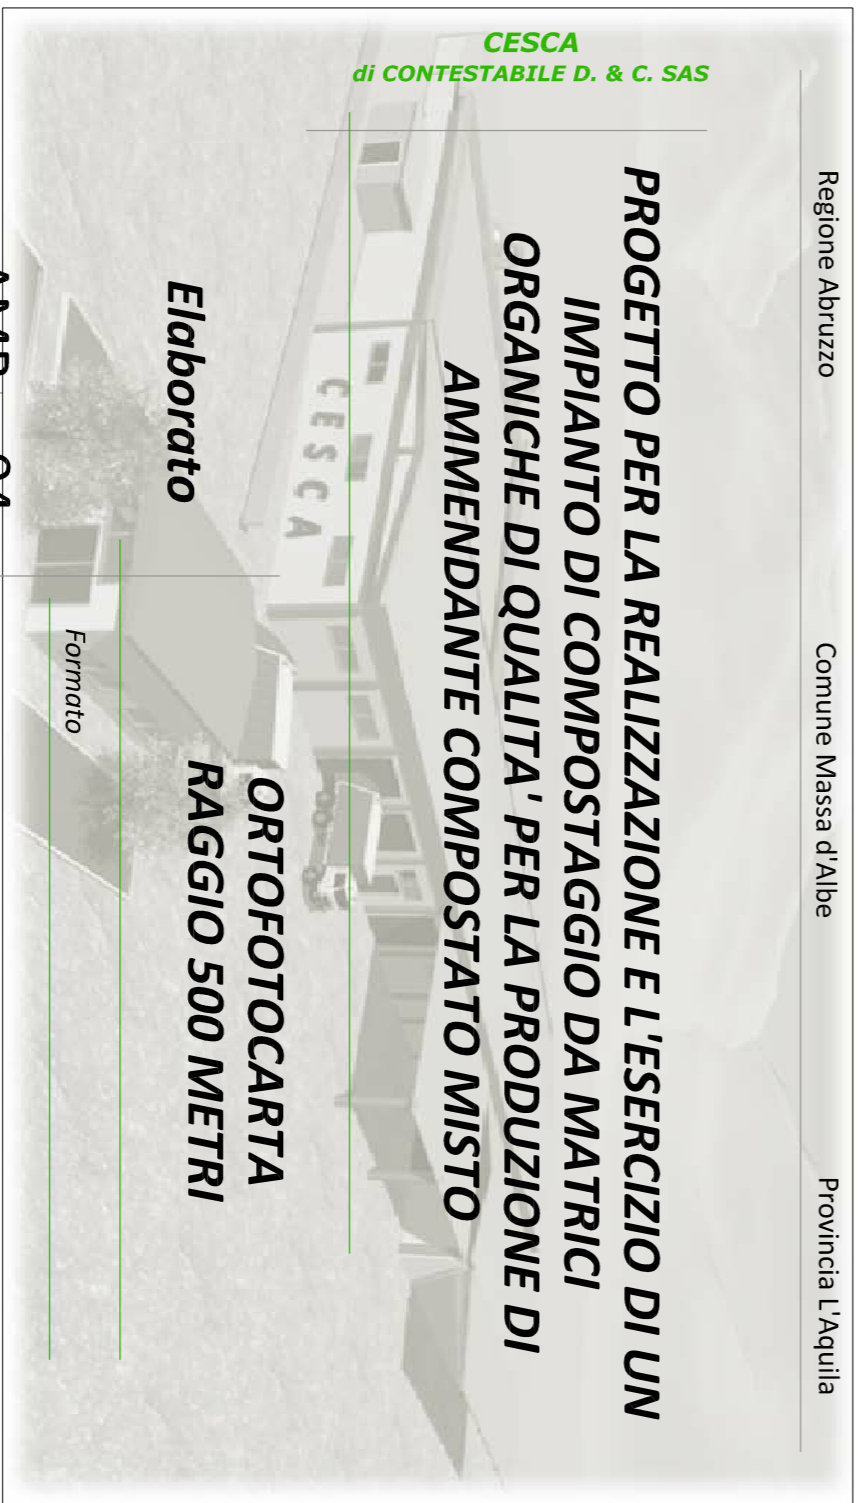 Regione Abruzzo
Comune Massa d'Albe
Provincia L'Aquila
CESCA
di CONTESTABILE D. & C. SAS
PROGETTO PER LA REALIZZAZIONE E L'ESERCIZIO DI UN
IMPIANTO DI COMPOSTAGGIO DA MATRICI
ORGANICHE DI QUALITA' PER LA PRODUZIONE DI
AMMENDANTE COMPOSTATO MISTO
CESCA
Elaborato
ORTOFOTOCARTA
RAGGIO 500 METRI
Formato